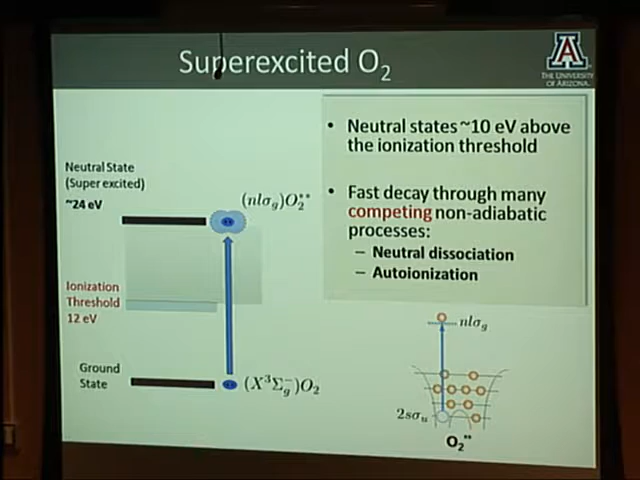 Superexcited O₂
A
THE UNIVERSITY
OF ARIZONA.
• Neutral states ~10 eV above
the ionization threshold
• Fast decay through many
competing non-adiabatic
processes:
– Neutral dissociation
– Autoionization
Neutral State
(Super excited)
~24 eV
(nlσ_g)O₂**
Ionization
Threshold
12 eV
Ground
State
(X³Σ_g⁻)O₂
nlσ_g
2sσ_u
O₂**